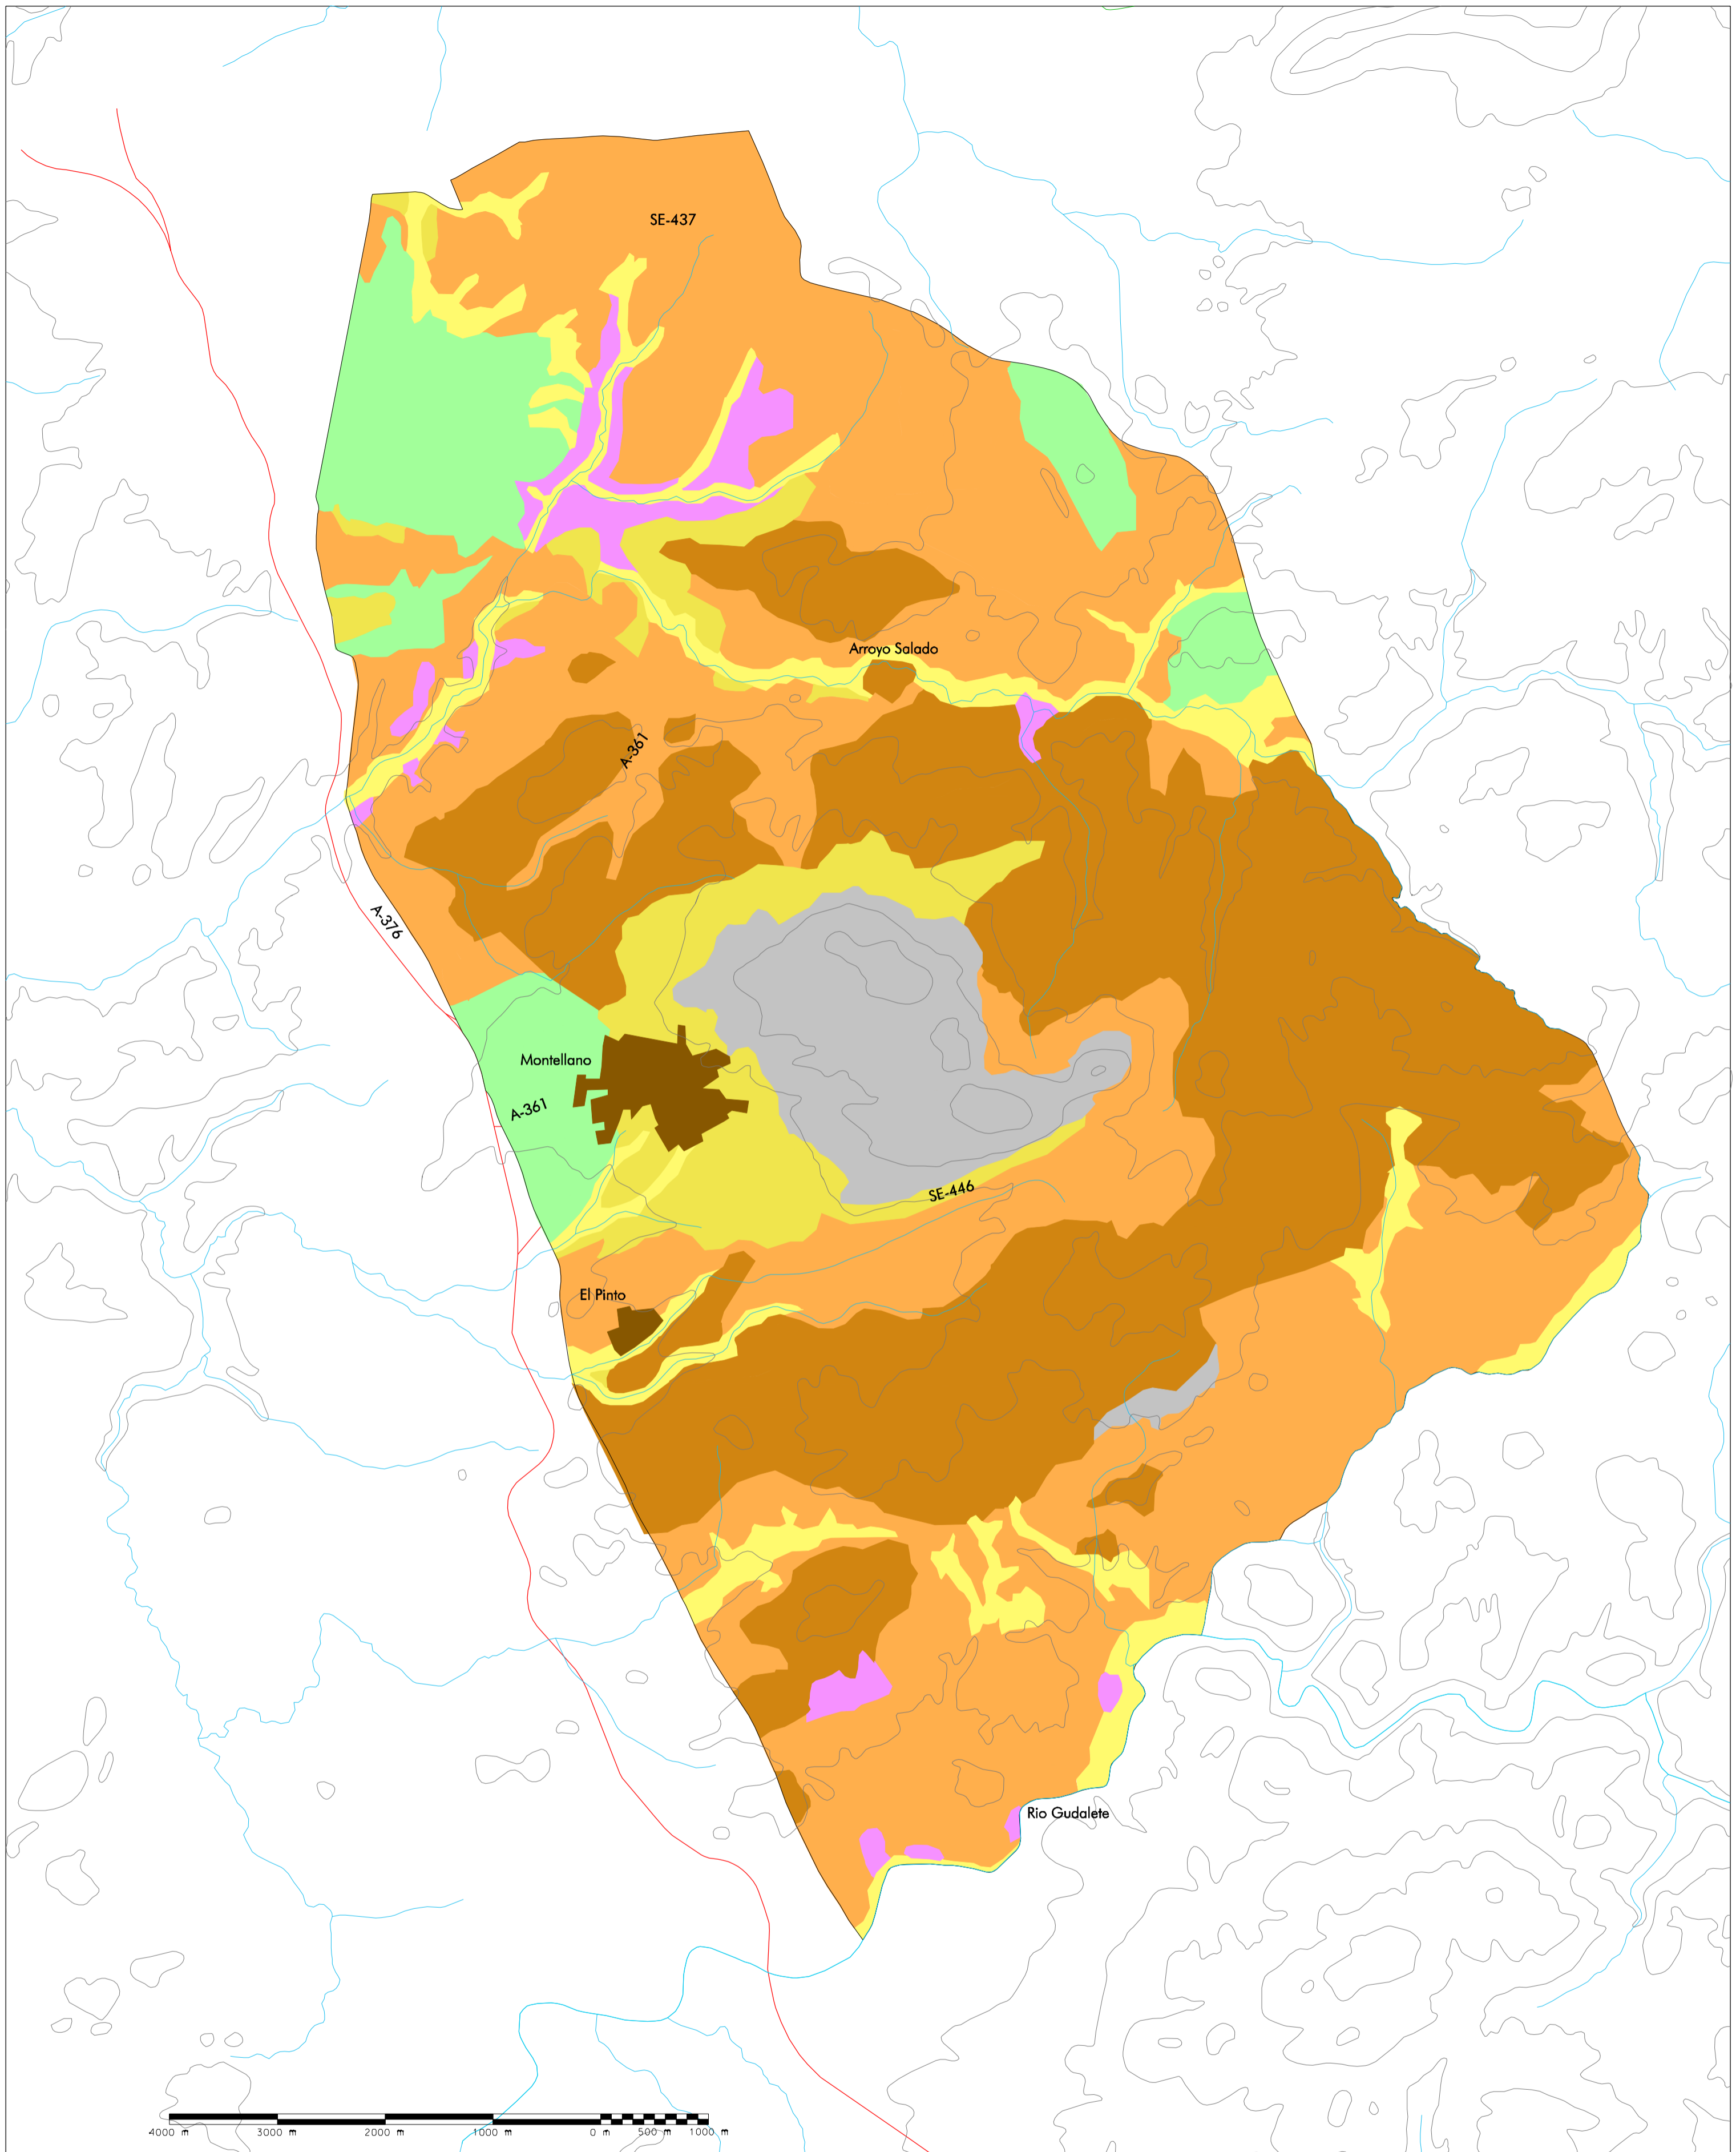 SE-437
Arroyo Salado
A-361
A-376
Montellano
A-361
SE-446
El Pinto
Rio Gudalete
4000 m 3000 m 2000 m 1000 m 0 m 500 m 1000 m